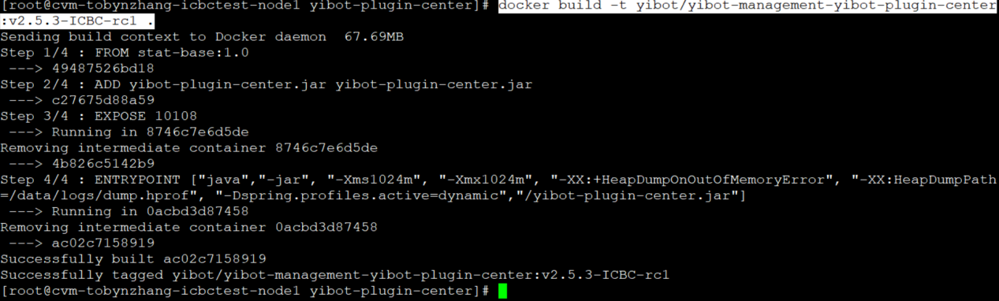 [root@cvm-tobynzhang-icbctest-node1 yibot-plugin-center]# docker build -t yibot/yibot-management-yibot-plugin-center
:v2.5.3-ICBC-rc1 .
Sending build context to Docker daemon  67.69MB
Step 1/4 : FROM stat-base:1.0
 ---> 49487526bd18
Step 2/4 : ADD yibot-plugin-center.jar yibot-plugin-center.jar
 ---> c27675d88a59
Step 3/4 : EXPOSE 10108
 ---> Running in 8746c7e6d5de
Removing intermediate container 8746c7e6d5de
 ---> 4b826c5142b9
Step 4/4 : ENTRYPOINT ["java","-jar", "-Xms1024m", "-Xmx1024m", "-XX:+HeapDumpOnOutOfMemoryError", "-XX:HeapDumpPath
=/data/logs/dump.hprof", "-Dspring.profiles.active=dynamic","/yibot-plugin-center.jar"]
 ---> Running in 0acbd3d87458
Removing intermediate container 0acbd3d87458
 ---> ac02c7158919
Successfully built ac02c7158919
Successfully tagged yibot/yibot-management-yibot-plugin-center:v2.5.3-ICBC-rc1
[root@cvm-tobynzhang-icbctest-node1 yibot-plugin-center]#